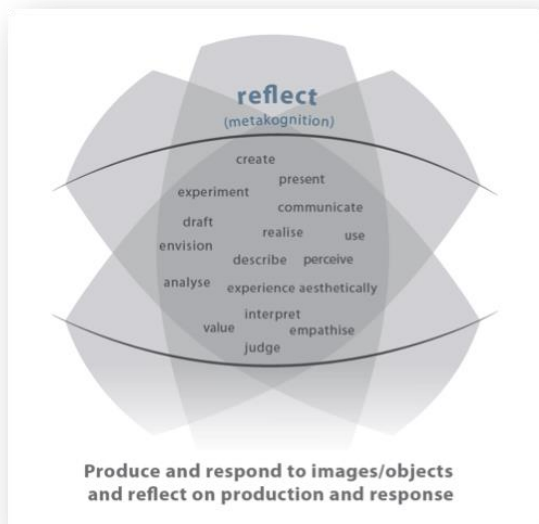 reflect
(metakognition)
create
present
experiment
communicate
draft
realise
use
envision
describe
perceive
analyse
experience aesthetically
interpret
value
empathise
judge
Produce and respond to images/objects
and reflect on production and response